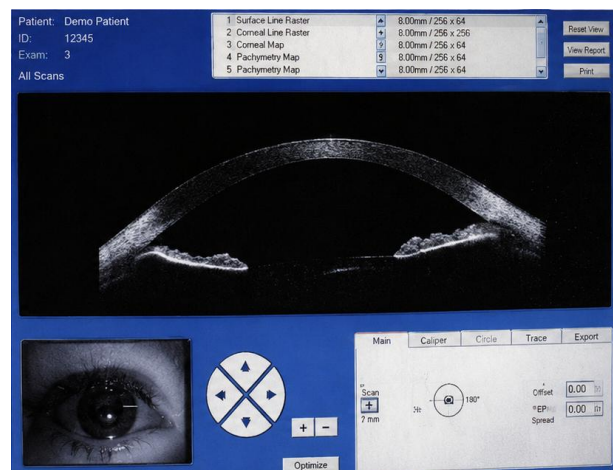 Patient: Demo Patient
ID: 12345
Exam: 3
All Scans
1 Surface Line Raster 8.00mm / 256 x 64
2 Corneal Line Raster 8.00mm / 256 x 256
3 Corneal Map 8.00mm / 256 x 64
4 Pachymetry Map 8.00mm / 256 x 64
5 Pachymetry Map 8.00mm / 256 x 64
Reset View
View Report
Print
Main Caliper Circle Trace Export
Scan
+
? mm
180°
Offset 0.00
Spread 0.00
+ −
Optimize